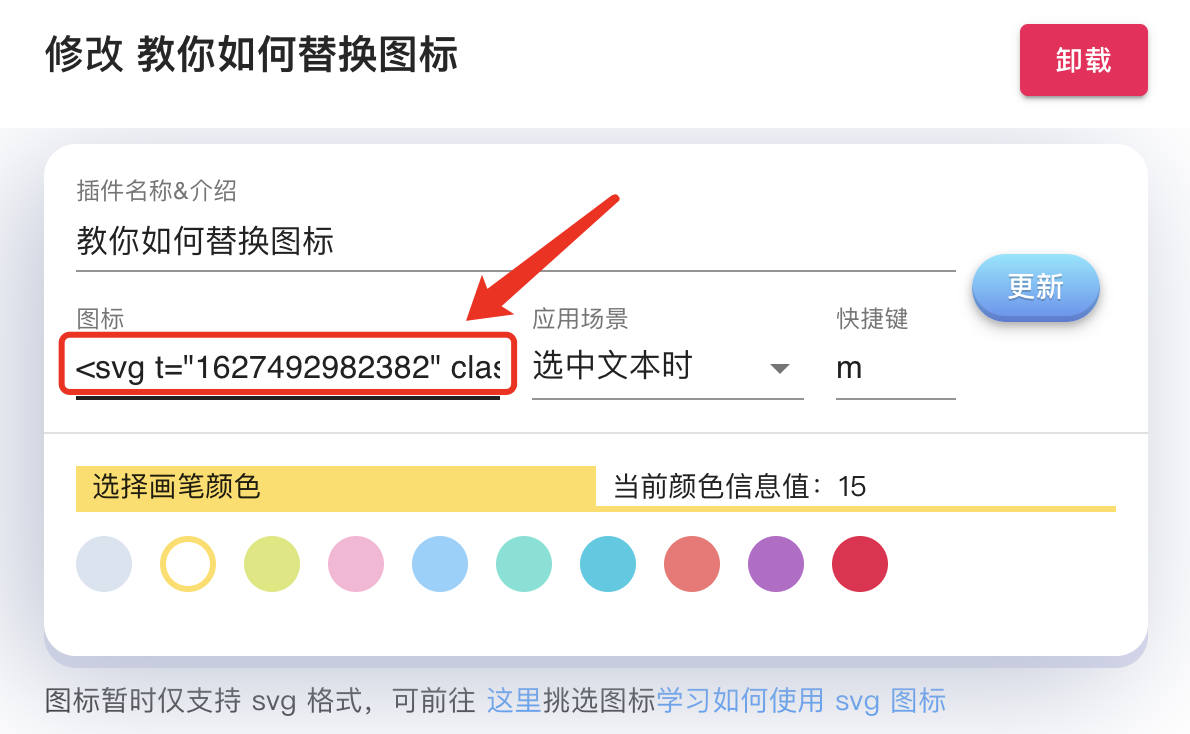 修改 教你如何替换图标
卸载
插件名称&介绍
教你如何替换图标
更新
图标
应用场景
快捷键
<svg t="1627492982382" clas
选中文本时
m
选择画笔颜色
当前颜色信息值：15
图标暂时仅支持 svg 格式，可前往 这里挑选图标学习如何使用 svg 图标